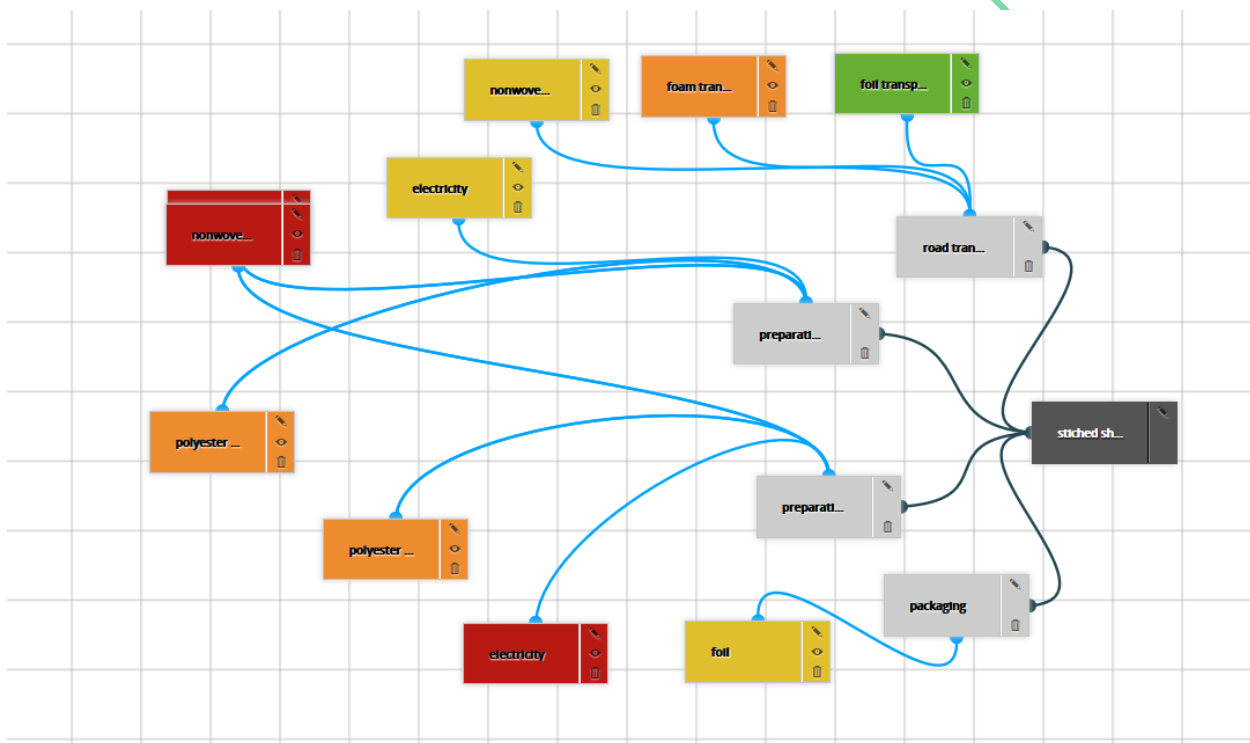 nonwove...
foam tran...
foil transp...
electricity
nonwove...
road tran...
preparati...
polyester ...
stiched sh...
preparati...
polyester ...
packaging
electricity
foil